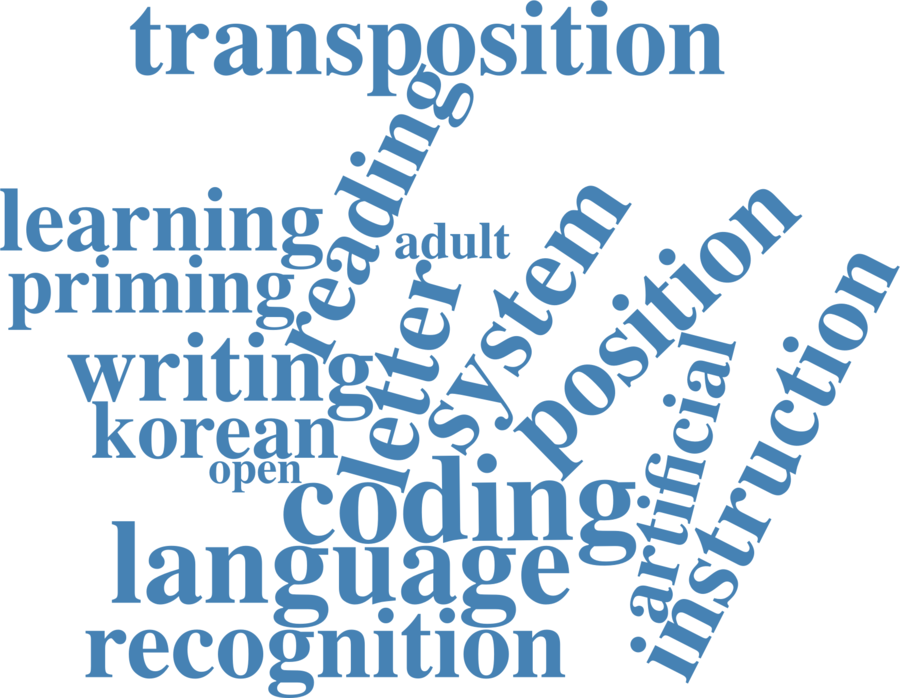 transposition
reading
learning
adult
system
position
priming
letter
writing
instruction
artificial
korean
open
coding
language
recognition